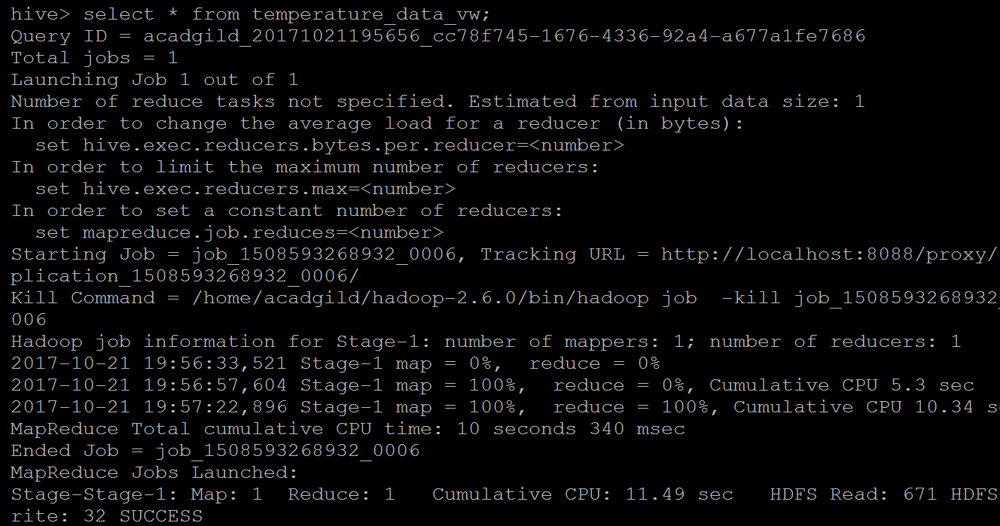 hive> select * from temperature_data_vw;
Query ID = acadgild_20171021195656_cc78f745-1676-4336-92a4-a677a1fe7686
Total jobs = 1
Launching Job 1 out of 1
Number of reduce tasks not specified. Estimated from input data size: 1
In order to change the average load for a reducer (in bytes):
  set hive.exec.reducers.bytes.per.reducer=<number>
In order to limit the maximum number of reducers:
  set hive.exec.reducers.max=<number>
In order to set a constant number of reducers:
  set mapreduce.job.reduces=<number>
Starting Job = job_1508593268932_0006, Tracking URL = http://localhost:8088/proxy/
plication_1508593268932_0006/
Kill Command = /home/acadgild/hadoop-2.6.0/bin/hadoop job  -kill job_1508593268932_
006
Hadoop job information for Stage-1: number of mappers: 1; number of reducers: 1
2017-10-21 19:56:33,521 Stage-1 map = 0%,  reduce = 0%
2017-10-21 19:56:57,604 Stage-1 map = 100%,  reduce = 0%, Cumulative CPU 5.3 sec
2017-10-21 19:57:22,896 Stage-1 map = 100%,  reduce = 100%, Cumulative CPU 10.34 s
MapReduce Total cumulative CPU time: 10 seconds 340 msec
Ended Job = job_1508593268932_0006
MapReduce Jobs Launched:
Stage-Stage-1: Map: 1  Reduce: 1   Cumulative CPU: 11.49 sec   HDFS Read: 671 HDFS
rite: 32 SUCCESS